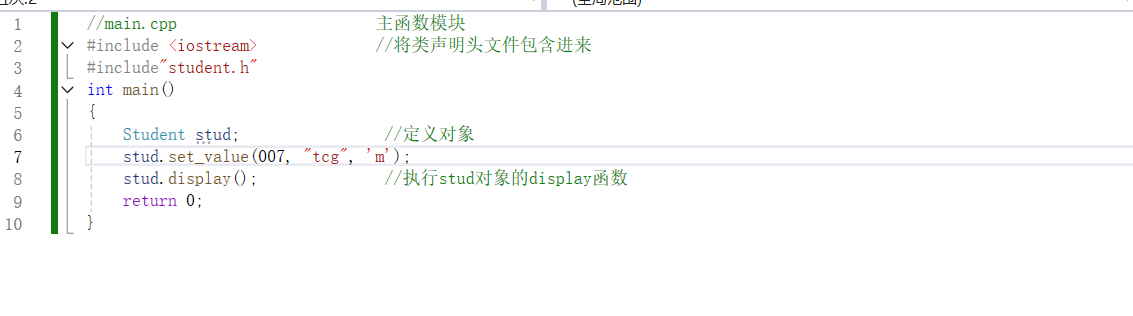 1 //main.cpp 主函数模块
2 #include <iostream> //将类声明头文件包含进来
3 #include"student.h"
4 int main()
5 {
6 Student stud; //定义对象
7 stud.set_value(007, "tcg", 'm');
8 stud.display(); //执行stud对象的display函数
9 return 0;
10 }